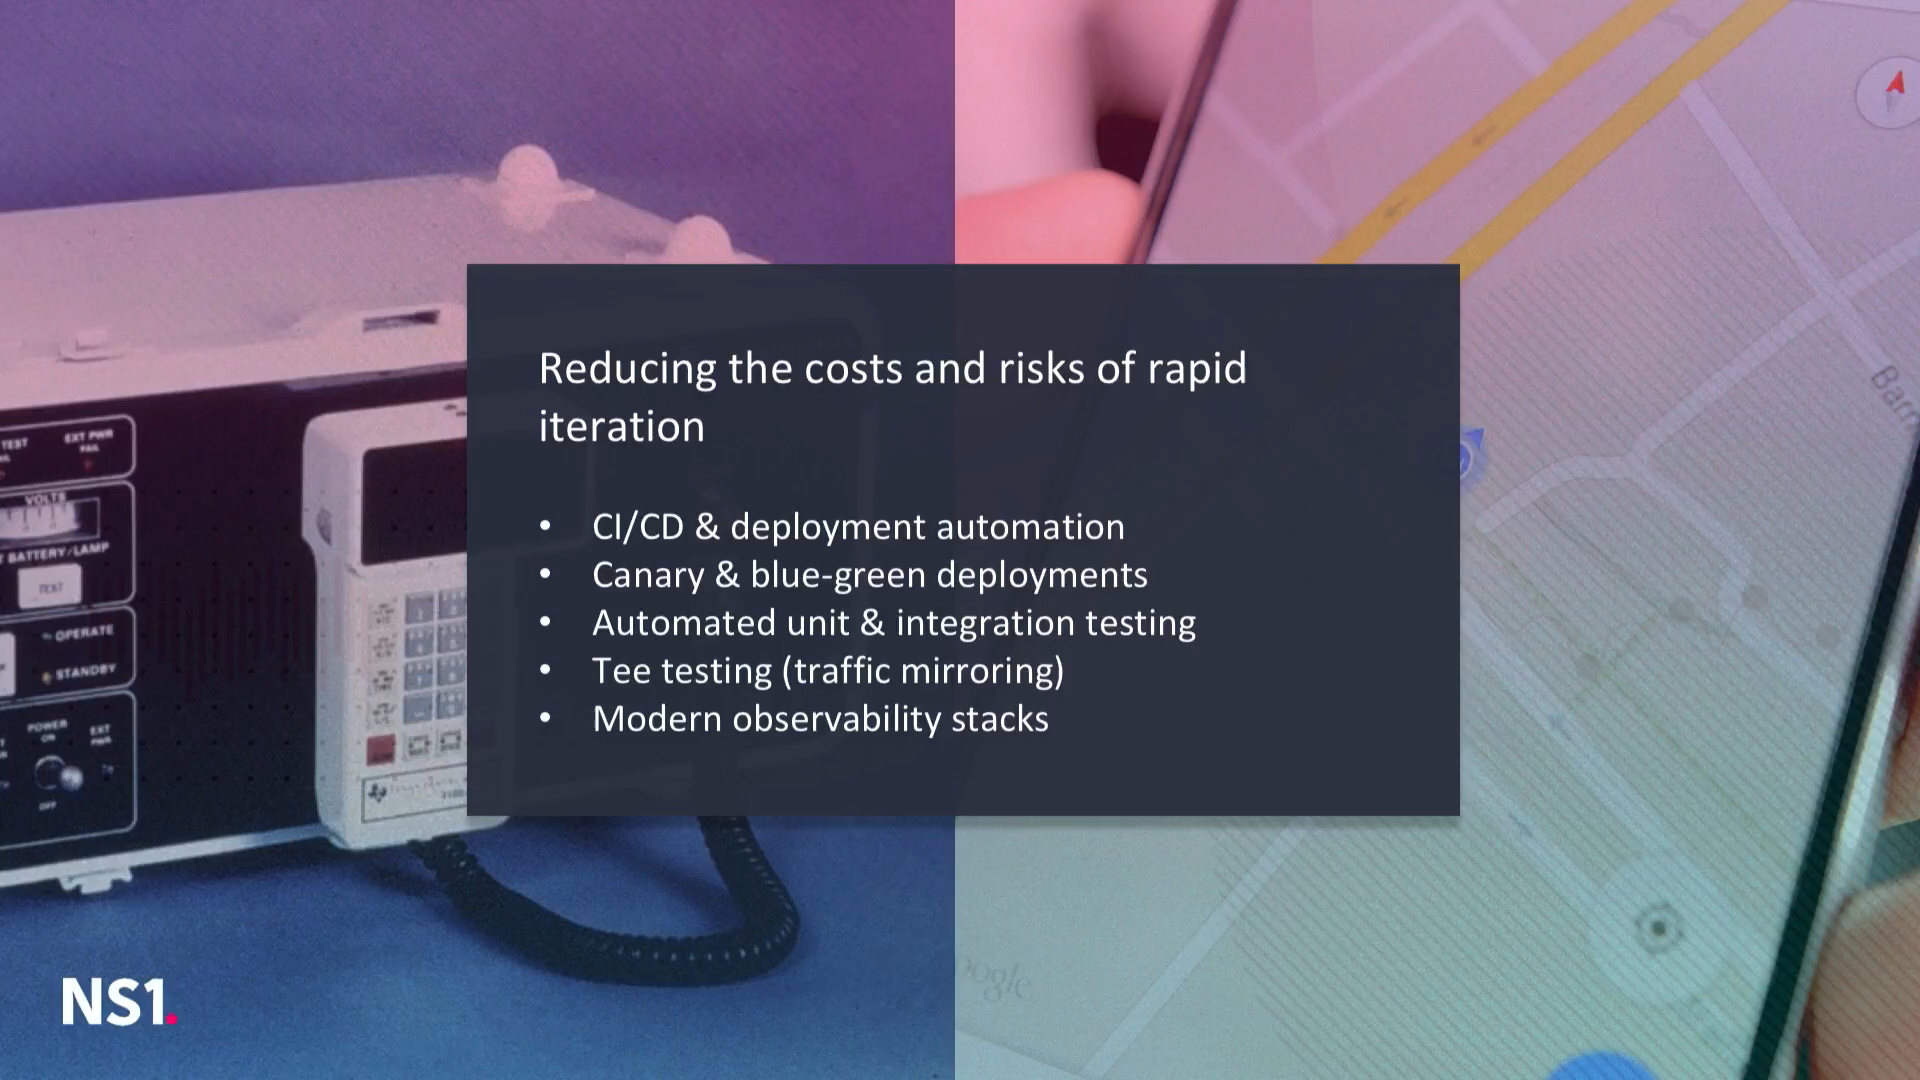 Reducing the costs and risks of rapid
iteration
• CI/CD & deployment automation
• Canary & blue-green deployments
• Automated unit & integration testing
• Tee testing (traffic mirroring)
• Modern observability stacks
TEST
EXT PWR
FAIL
VOLTS
BATTERY/LAMP
TEST
OPERATE
STANDBY
POWER
ON
EXT
PWR
OFF
NS1.